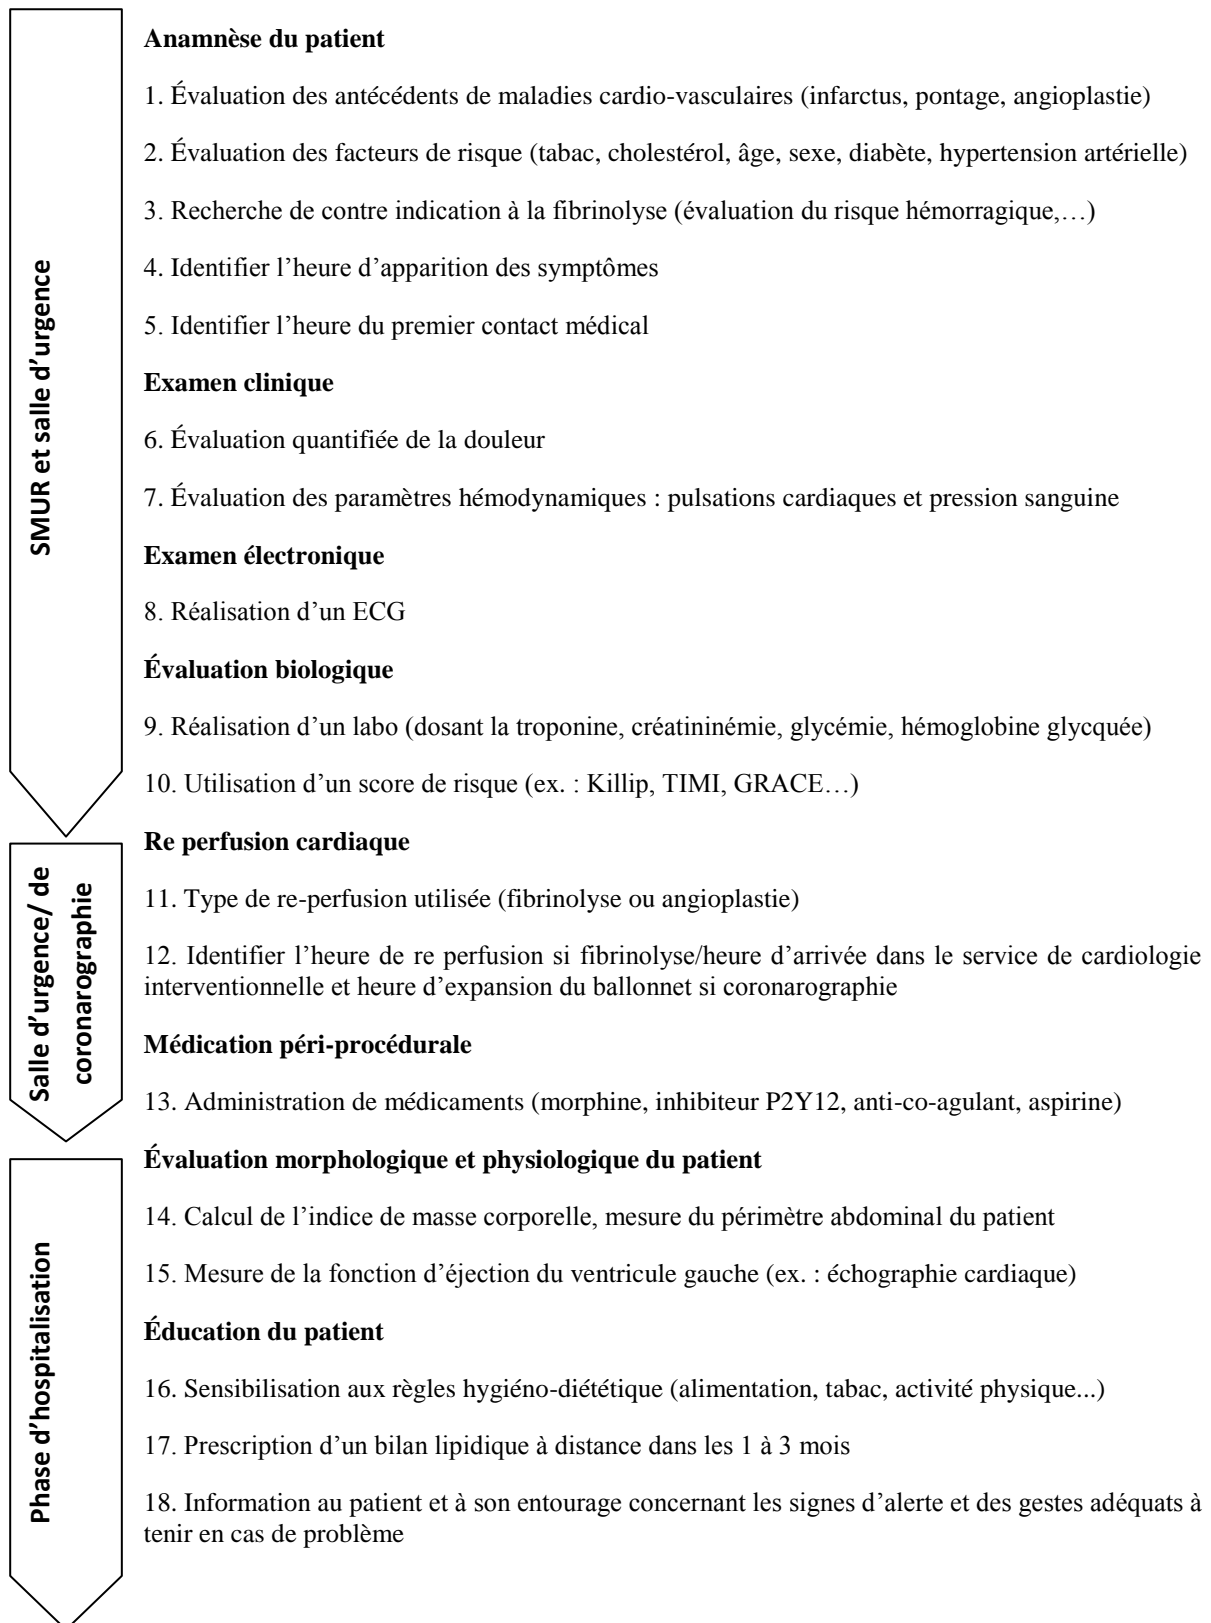 SMUR et salle d’urgence
Anamnèse du patient
1. Évaluation des antécédents de maladies cardio-vasculaires (infarctus, pontage, angioplastie)
2. Évaluation des facteurs de risque (tabac, cholestérol, âge, sexe, diabète, hypertension artérielle)
3. Recherche de contre indication à la fibrinolyse (évaluation du risque hémorragique,…)
4. Identifier l’heure d’apparition des symptômes
5. Identifier l’heure du premier contact médical
Examen clinique
6. Évaluation quantifiée de la douleur
7. Évaluation des paramètres hémodynamiques : pulsations cardiaques et pression sanguine
Examen électronique
8. Réalisation d’un ECG
Évaluation biologique
9. Réalisation d’un labo (dosant la troponine, créatininémie, glycémie, hémoglobine glycquée)
10. Utilisation d’un score de risque (ex. : Killip, TIMI, GRACE…)
Salle d’urgence/ de
coronarographie
Re perfusion cardiaque
11. Type de re-perfusion utilisée (fibrinolyse ou angioplastie)
12. Identifier l’heure de re perfusion si fibrinolyse/heure d’arrivée dans le service de cardiologie
interventionnelle et heure d’expansion du ballonnet si coronarographie
Médication péri-procédurale
13. Administration de médicaments (morphine, inhibiteur P2Y12, anti-co-agulant, aspirine)
Phase d’hospitalisation
Évaluation morphologique et physiologique du patient
14. Calcul de l’indice de masse corporelle, mesure du périmètre abdominal du patient
15. Mesure de la fonction d’éjection du ventricule gauche (ex. : échographie cardiaque)
Éducation du patient
16. Sensibilisation aux règles hygiéno-diététique (alimentation, tabac, activité physique...)
17. Prescription d’un bilan lipidique à distance dans les 1 à 3 mois
18. Information au patient et à son entourage concernant les signes d’alerte et des gestes adéquats à
tenir en cas de problème